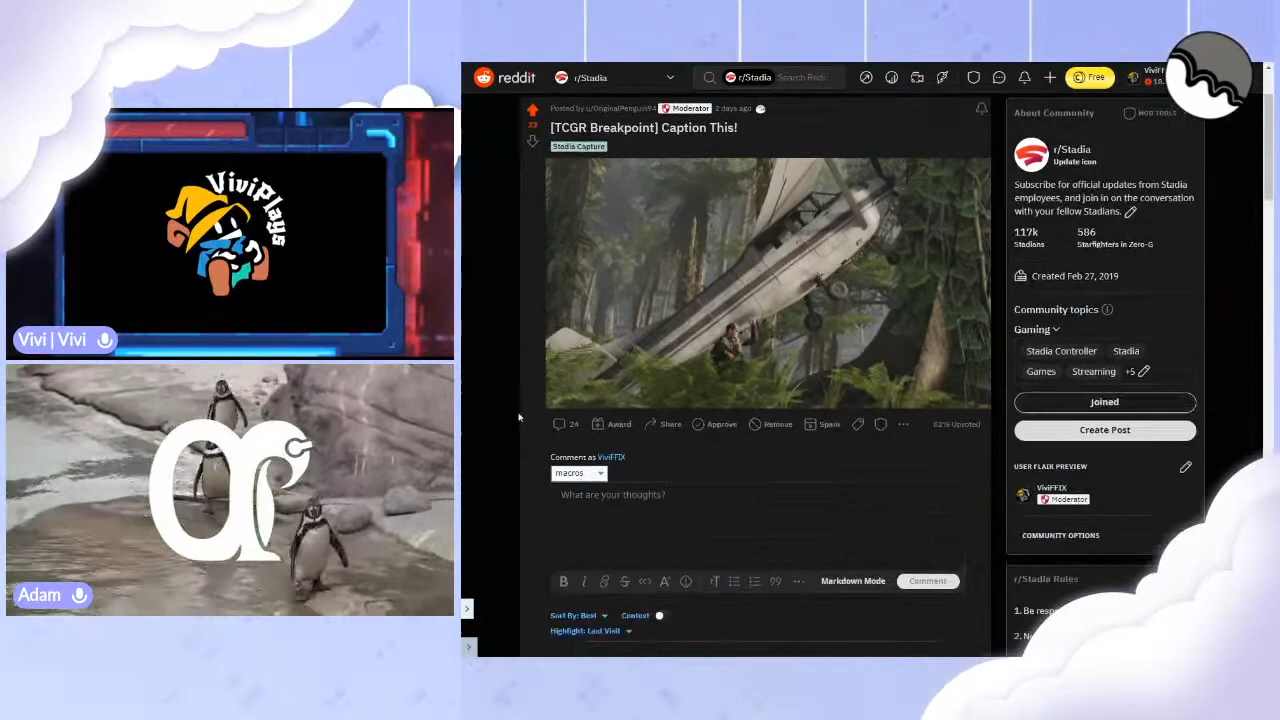 ViviPlays
Vivi | Vivi
Adam
reddit
r/Stadia
r/Stadia
Free
Posted by u/OriginalPenguin94 Moderator 2 days ago
[TCGR Breakpoint] Caption This!
Stadia Capture
23
24
Award
Share
Approve
Remove
Spam
82% Upvoted
Comment as ViviFFIX
macros
What are your thoughts?
Markdown Mode
Comment
Sort By: Best
Contest
Highlight: Last Visit
About Community
MOD TOOLS
r/Stadia
Update icon
Subscribe for official updates from Stadia
employees, and join in on the conversation
with your fellow Stadians.
117k
586
Stadians
Starfighters in Zero-G
Created Feb 27, 2019
Community topics
Gaming
Stadia Controller
Stadia
Games
Streaming
+5
Joined
Create Post
USER FLAIR PREVIEW
ViviFFIX
Moderator
COMMUNITY OPTIONS
r/Stadia Rules